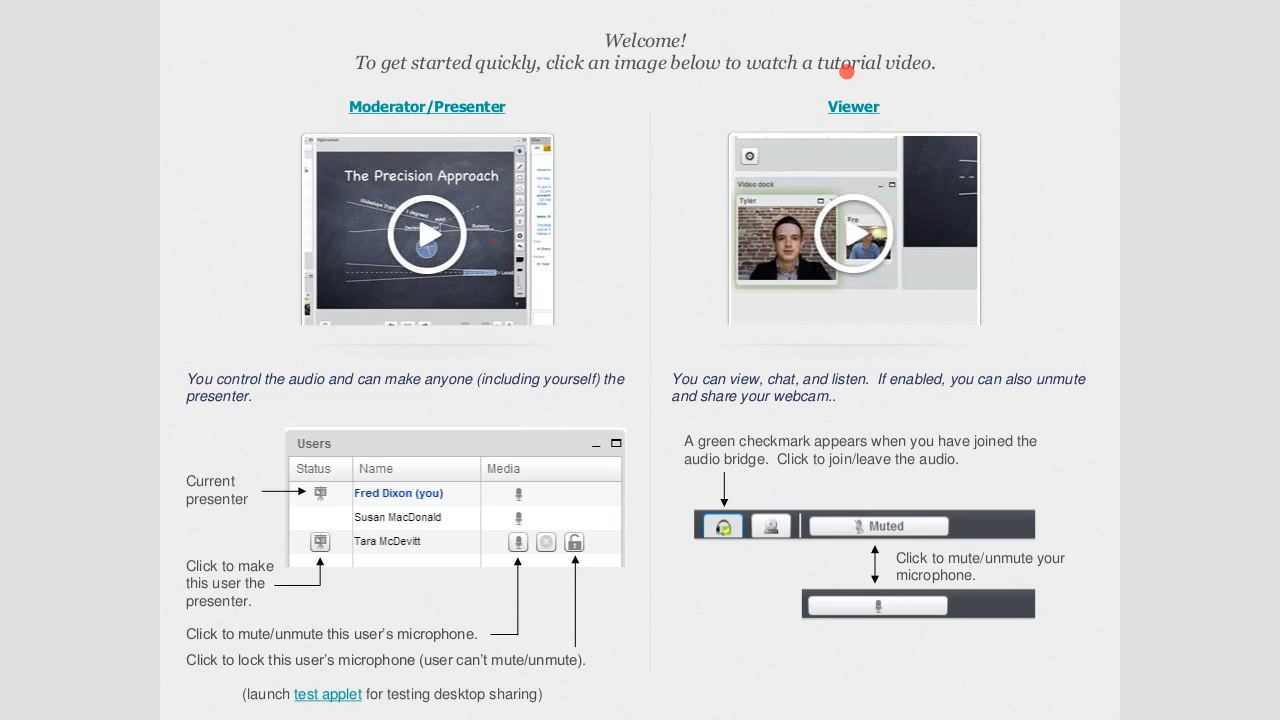 Welcome!
To get started quickly, click an image below to watch a tutorial video.
Moderator/Presenter
The Precision Approach
Runway
You control the audio and can make anyone (including yourself) the
presenter.
Users
Status Name Media
Current
presenter
Fred Dixon (you)
Susan MacDonald
Tara McDevitt
Click to make
this user the
presenter.
Click to mute/unmute this user's microphone.
Click to lock this user's microphone (user can't mute/unmute).
(launch test applet for testing desktop sharing)
Viewer
Video dock
Tyler
Fre
You can view, chat, and listen.  If enabled, you can also unmute
and share your webcam..
A green checkmark appears when you have joined the
audio bridge.  Click to join/leave the audio.
Muted
Click to mute/unmute your
microphone.